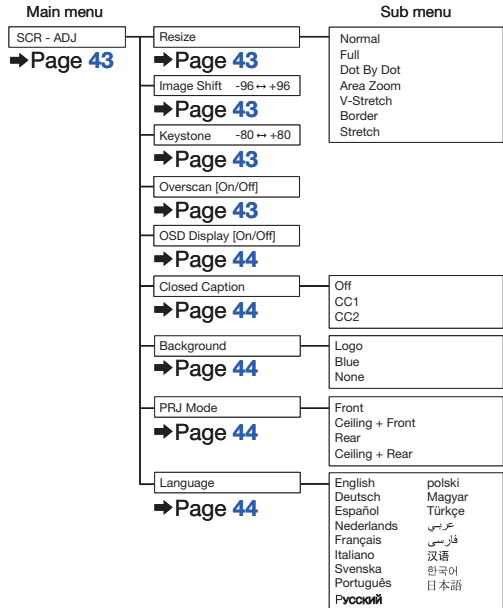 Main menu
Sub menu
SCR - ADJ
➡Page 43
Resize
➡Page 43
Normal
Full
Dot By Dot
Area Zoom
V-Stretch
Border
Stretch
Image Shift -96 ↔ +96
➡Page 43
Keystone -80 ↔ +80
➡Page 43
Overscan [On/Off]
➡Page 43
OSD Display [On/Off]
➡Page 44
Closed Caption
➡Page 44
Off
CC1
CC2
Background
➡Page 44
Logo
Blue
None
PRJ Mode
➡Page 44
Front
Ceiling + Front
Rear
Ceiling + Rear
Language
➡Page 44
English
Deutsch
Español
Nederlands
Français
Italiano
Svenska
Português
Русский
polski
Magyar
Türkçe
عربي
فارسی
汉语
한국어
日本語